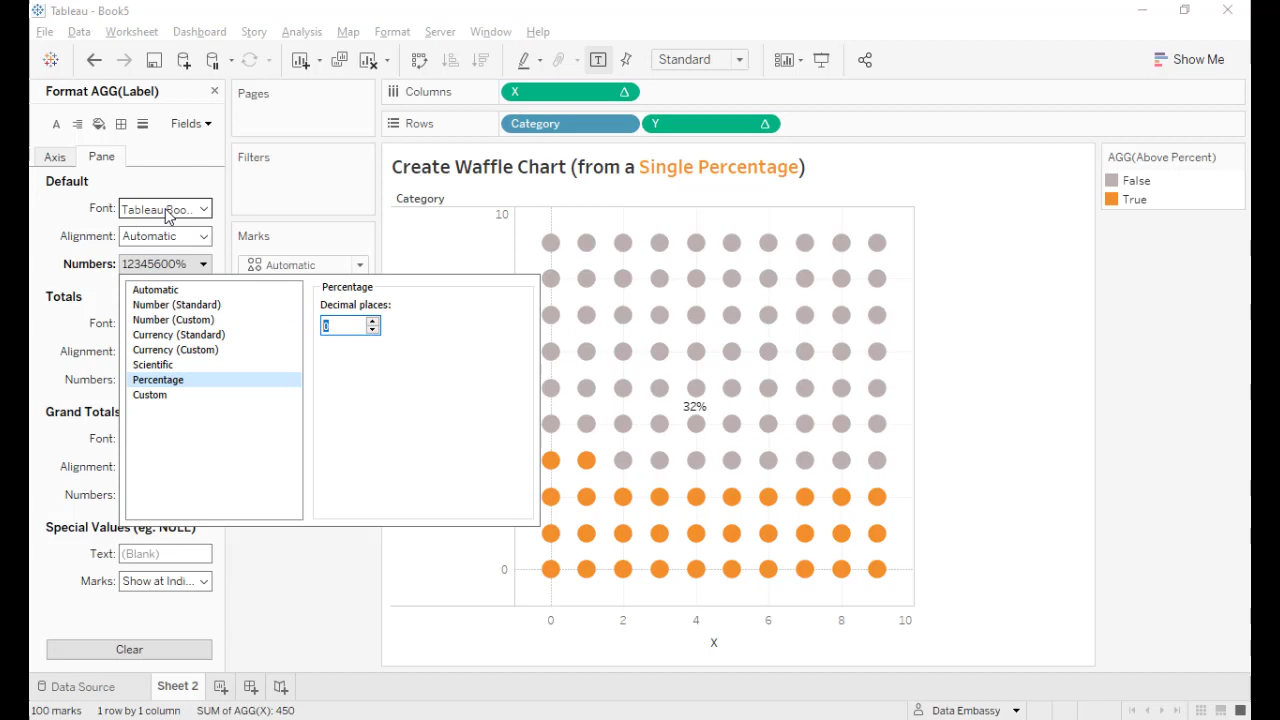 Tableau - Book5
File Data Worksheet Dashboard Story Analysis Map Format Server Window Help
Standard
Show Me
Format AGG(Label)
Fields
Axis Pane
Default
Font: Tableau Boo..
Alignment: Automatic
Numbers: 12345600%
Totals
Font:
Alignment:
Numbers:
Grand Totals
Font:
Alignment:
Numbers:
Special Values (eg. NULL)
Text: (Blank)
Marks: Show at Indi...
Clear
Automatic
Number (Standard)
Number (Custom)
Currency (Standard)
Currency (Custom)
Scientific
Percentage
Custom
Percentage
Decimal places:
0
Pages
Filters
Marks
Automatic
Columns X
Rows Category Y
Create Waffle Chart (from a Single Percentage)
Category
10
32%
0
0 2 4 6 8 10
X
AGG(Above Percent)
False
True
Data Source Sheet 2
100 marks 1 row by 1 column SUM of AGG(X): 450
Data Embassy